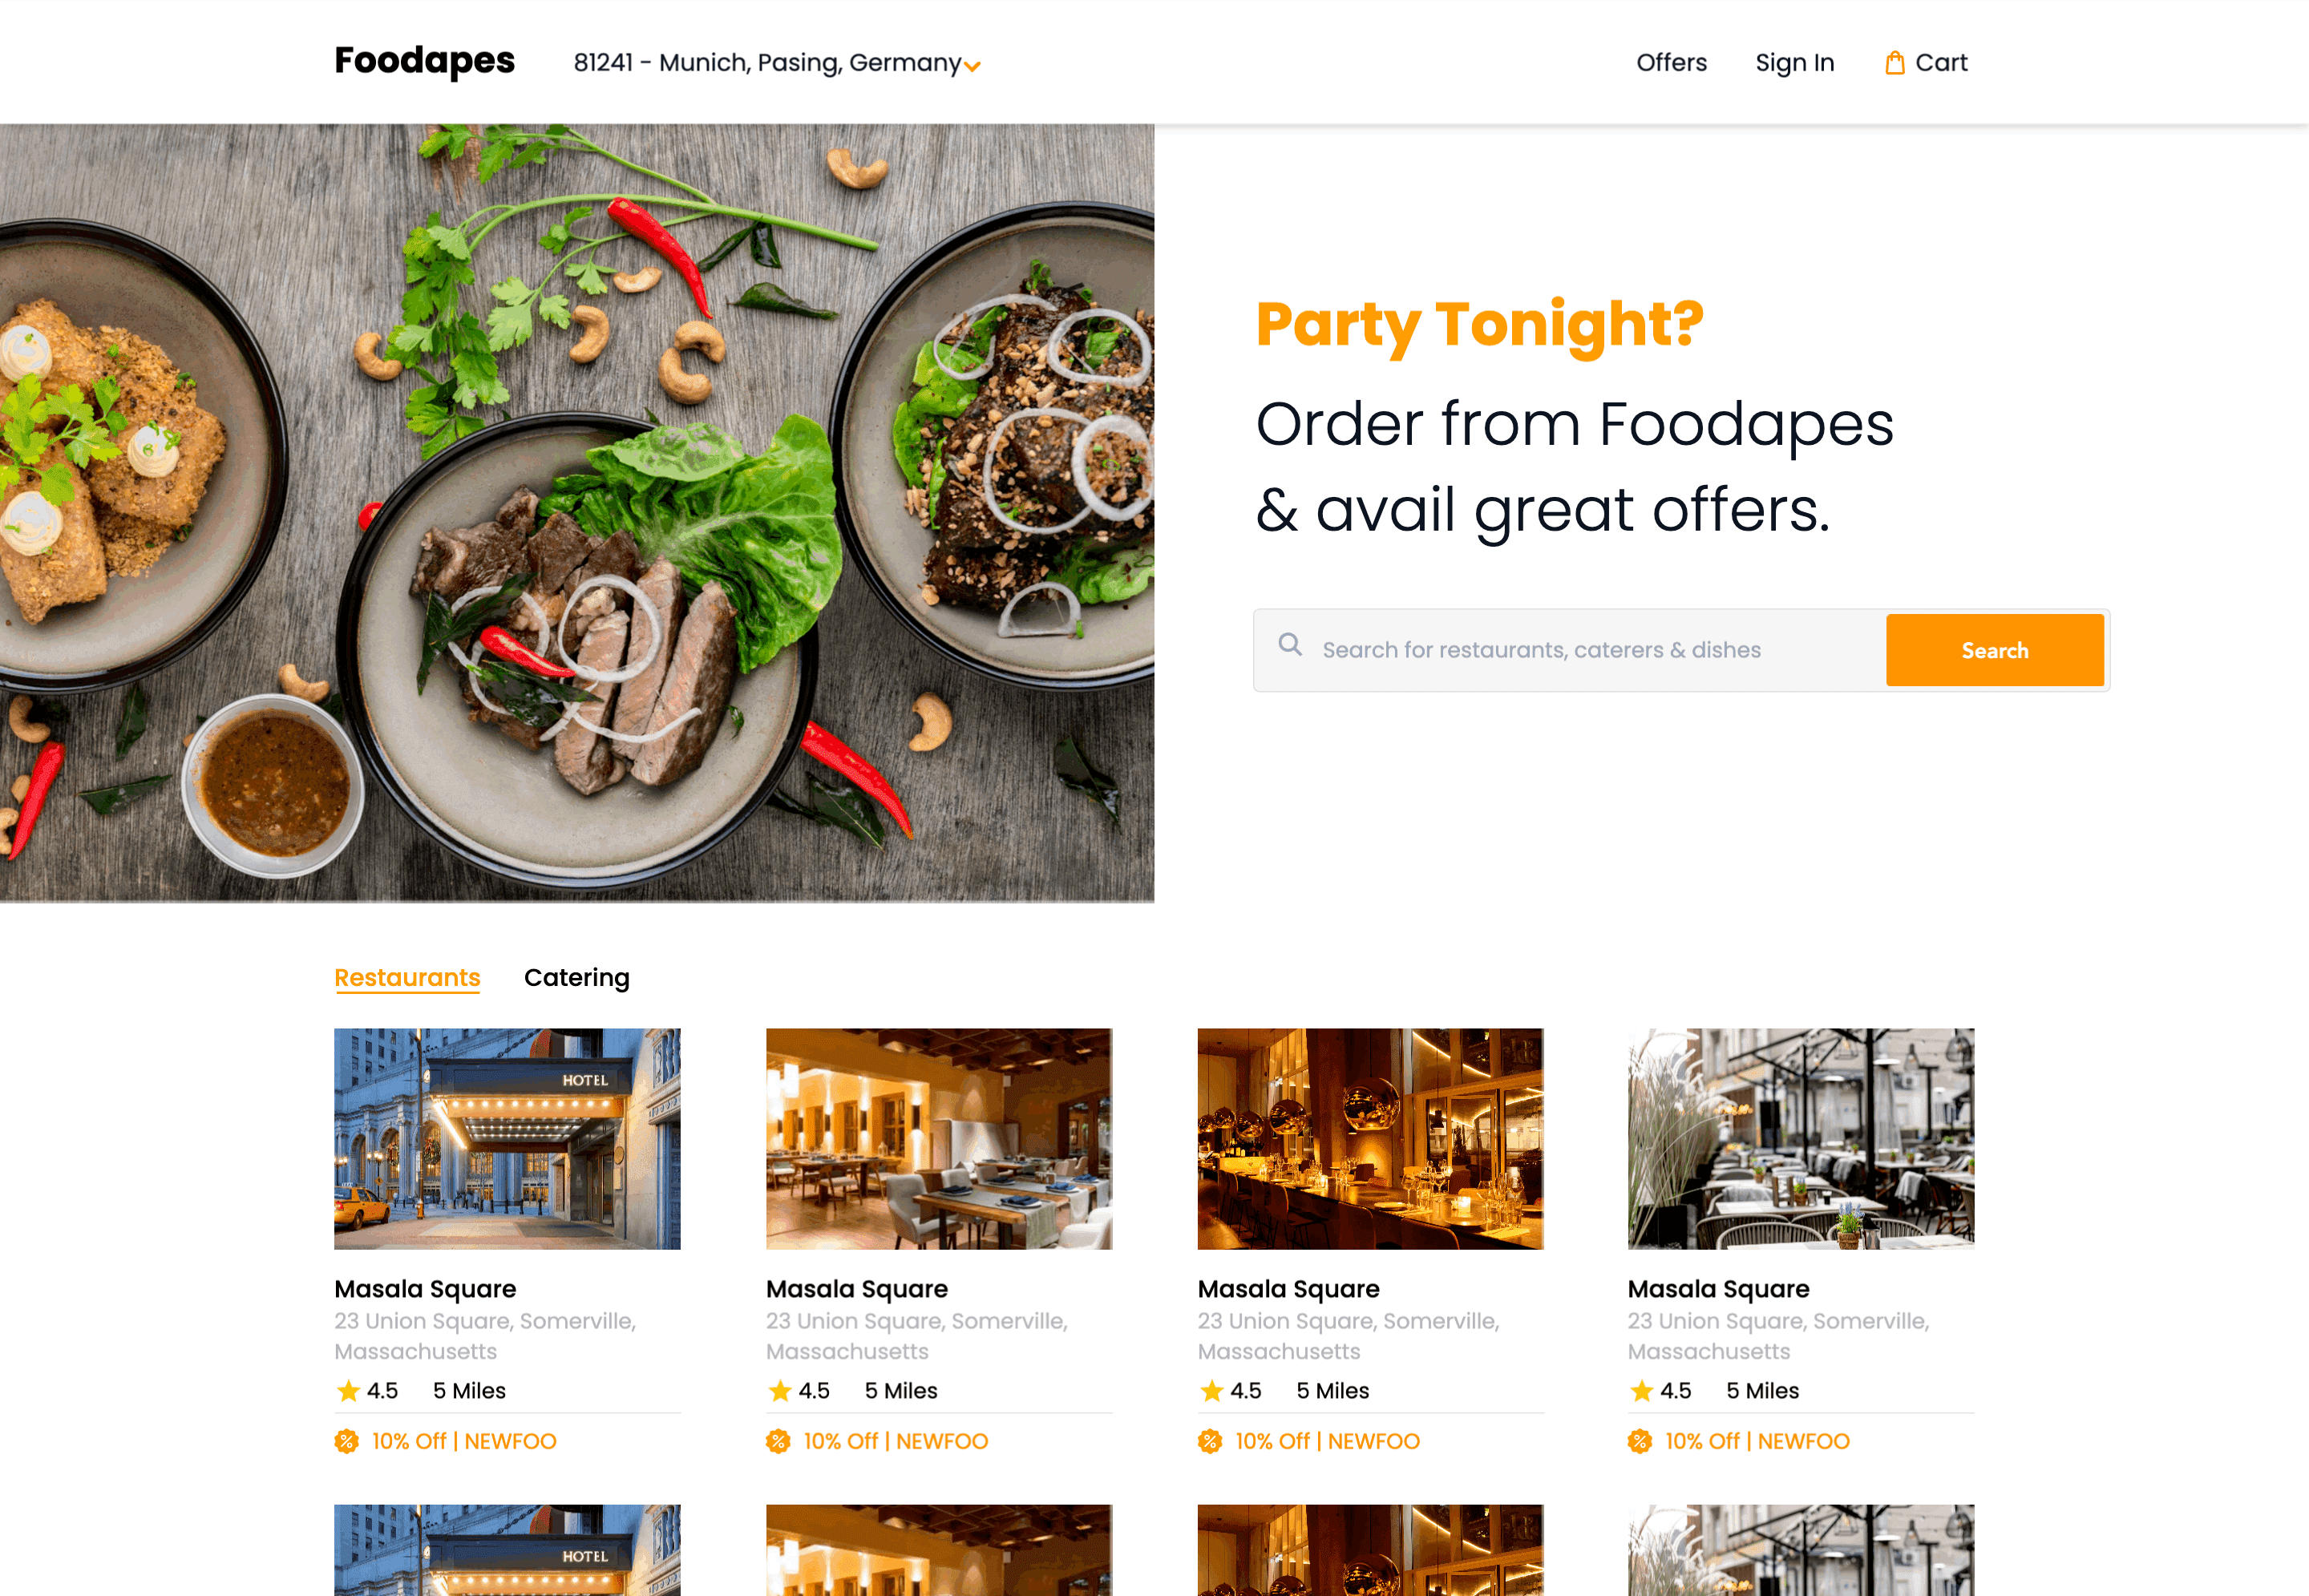 Foodapes
81241 - Munich, Pasing, Germany
Offers
Sign In
Cart
Party Tonight?
Order from Foodapes
& avail great offers.
Search for restaurants, caterers & dishes
Search
Restaurants
Catering
HOTEL
Masala Square
23 Union Square, Somerville,
Massachusetts
4.5
5 Miles
10% Off | NEWFOO
Masala Square
23 Union Square, Somerville,
Massachusetts
4.5
5 Miles
10% Off | NEWFOO
Masala Square
23 Union Square, Somerville,
Massachusetts
4.5
5 Miles
10% Off | NEWFOO
Masala Square
23 Union Square, Somerville,
Massachusetts
4.5
5 Miles
10% Off | NEWFOO
HOTEL